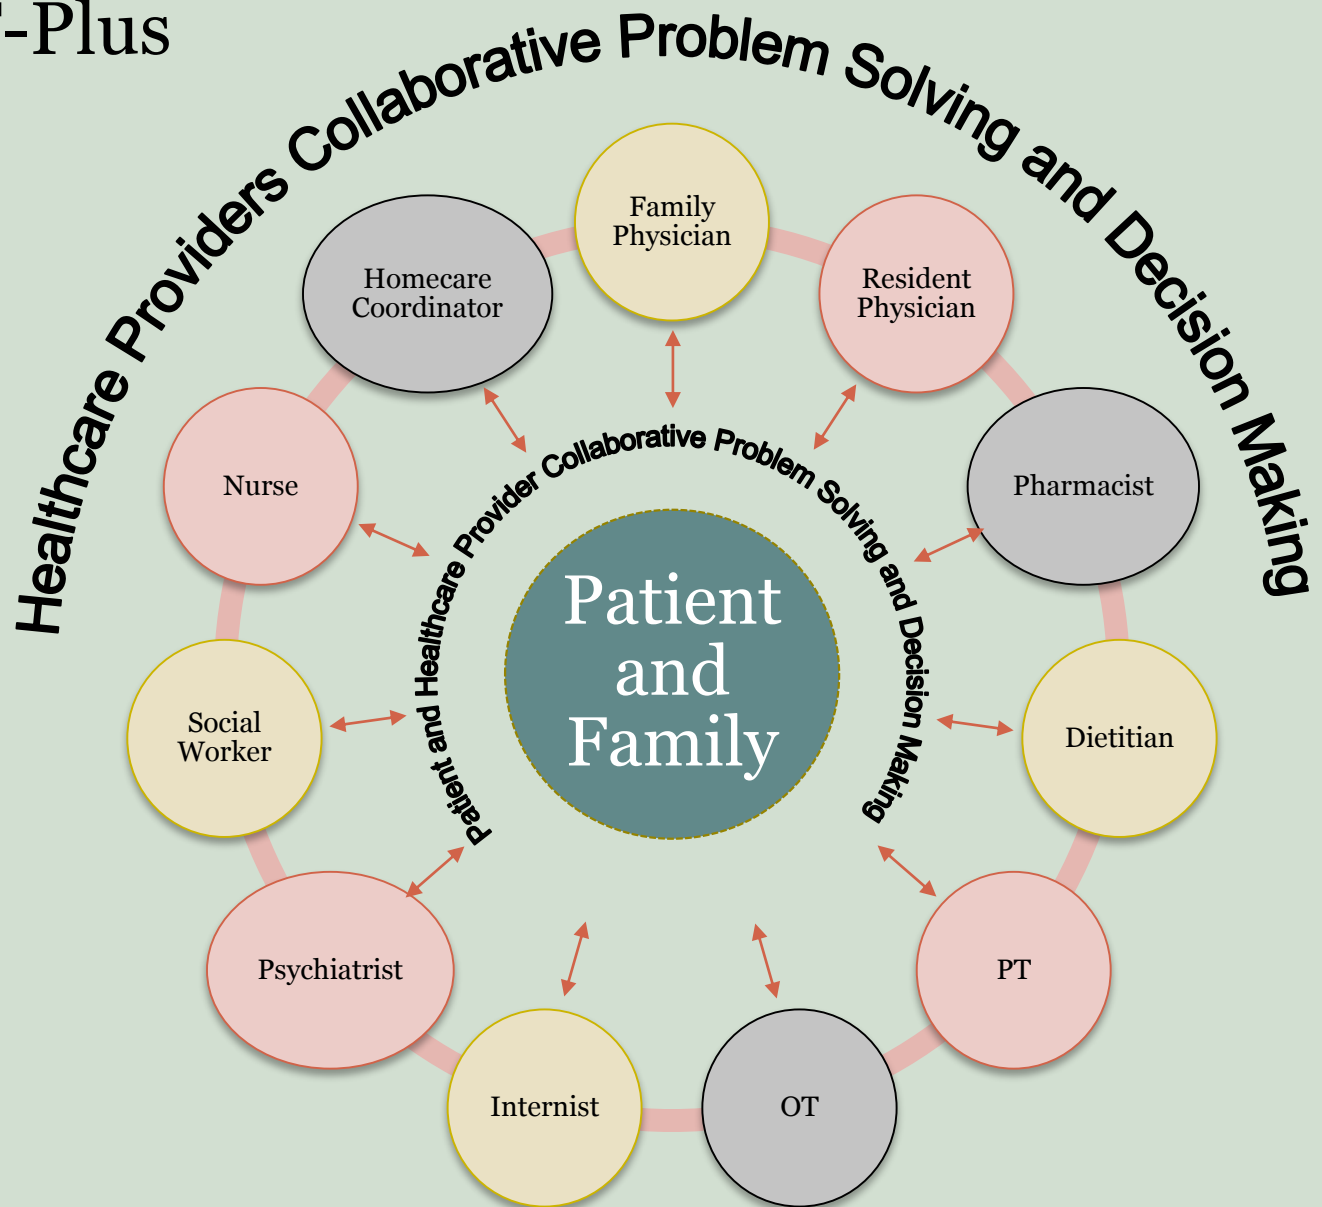 -Plus
Healthcare Providers Collaborative Problem Solving and Decision Making
Family
Physician
Resident
Physician
Homecare
Coordinator
Pharmacist
Nurse
Patient and Healthcare Provider Collaborative Problem Solving and Decision Making
Patient
and
Family
Social
Worker
Dietitian
Psychiatrist
PT
Internist
OT